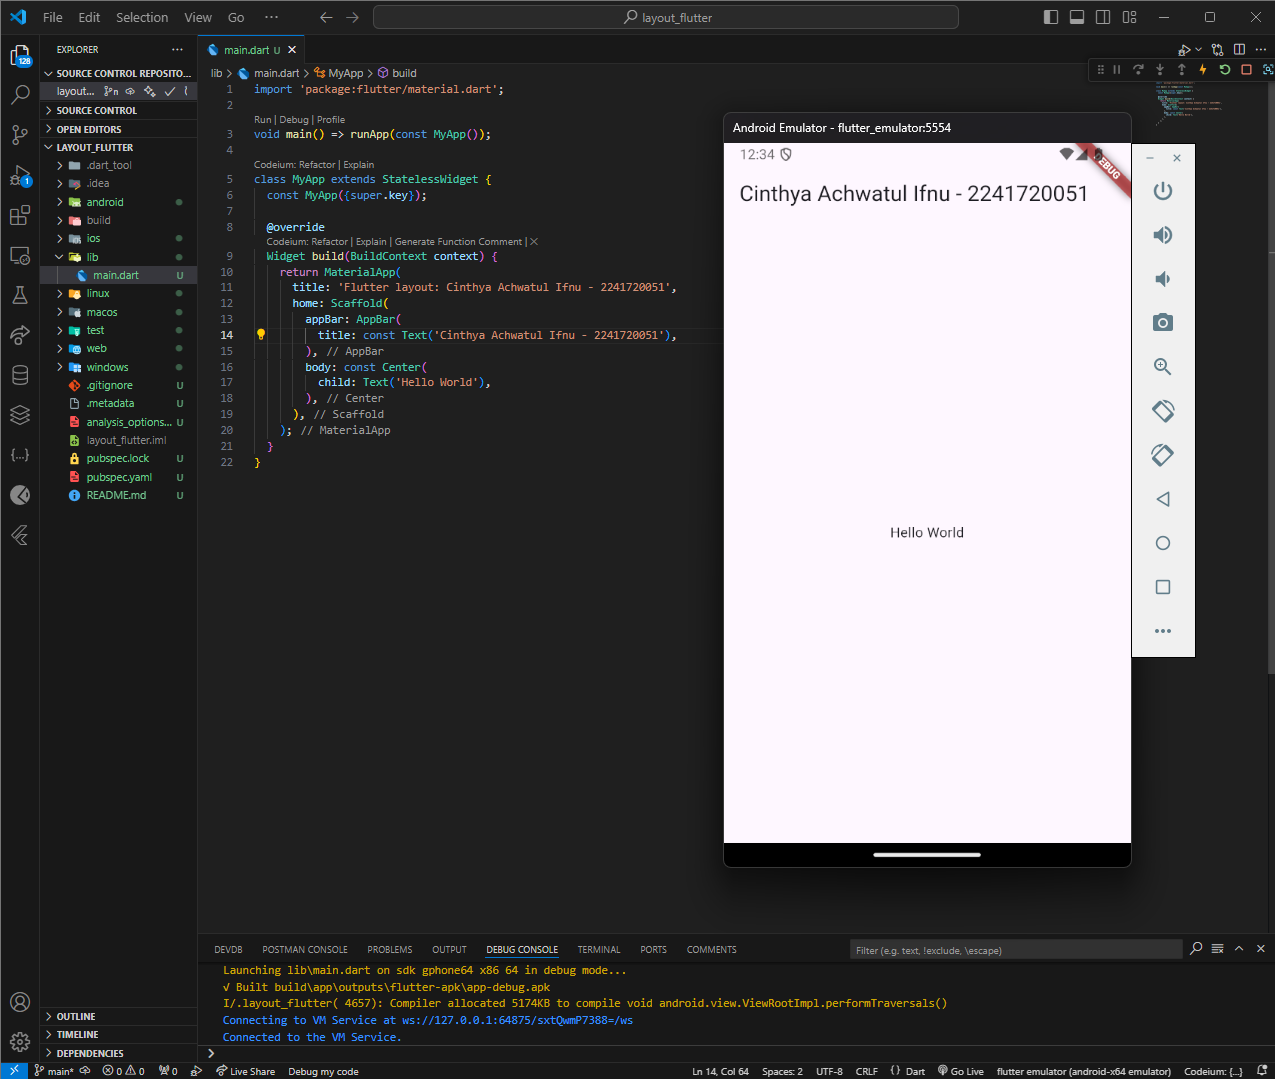 File Edit Selection View Go ···
layout_flutter
EXPLORER
128
1
SOURCE CONTROL REPOSITO...
layout...
SOURCE CONTROL
OPEN EDITORS
LAYOUT_FLUTTER
.dart_tool
.idea
android
build
ios
lib
main.dart U
linux
macos
test
web
windows
.gitignore U
.metadata U
analysis_options... U
layout_flutter.iml
pubspec.lock U
pubspec.yaml U
README.md U
OUTLINE
TIMELINE
DEPENDENCIES
main.dart U
lib > main.dart > MyApp > build
1 import 'package:flutter/material.dart';
2
Run | Debug | Profile
3 void main() => runApp(const MyApp());
4
Codeium: Refactor | Explain
5 class MyApp extends StatelessWidget {
6 const MyApp({super.key});
7
8 @override
Codeium: Refactor | Explain | Generate Function Comment | ×
9 Widget build(BuildContext context) {
10 return MaterialApp(
11 title: 'Flutter layout: Cinthya Achwatul Ifnu - 2241720051',
12 home: Scaffold(
13 appBar: AppBar(
14 title: const Text('Cinthya Achwatul Ifnu - 2241720051'),
15 ), // AppBar
16 body: const Center(
17 child: Text('Hello World'),
18 ), // Center
19 ), // Scaffold
20 ); // MaterialApp
21 }
22 }
Android Emulator - flutter_emulator:5554
12:34
DEBUG
Cinthya Achwatul Ifnu - 2241720051
Hello World
DEVDB POSTMAN CONSOLE PROBLEMS OUTPUT DEBUG CONSOLE TERMINAL PORTS COMMENTS
Filter (e.g. text, !exclude, \escape)
Launching lib\main.dart on sdk gphone64 x86 64 in debug mode...
√ Built build\app\outputs\flutter-apk\app-debug.apk
I/.layout_flutter( 4657): Compiler allocated 5174KB to compile void android.view.ViewRootImpl.performTraversals()
Connecting to VM Service at ws://127.0.0.1:64875/sxtQwmP7388=/ws
Connected to the VM Service.
main* 0 0 0 Live Share Debug my code Ln 14, Col 64 Spaces: 2 UTF-8 CRLF {} Dart Go Live flutter emulator (android-x64 emulator) Codeium: {...}